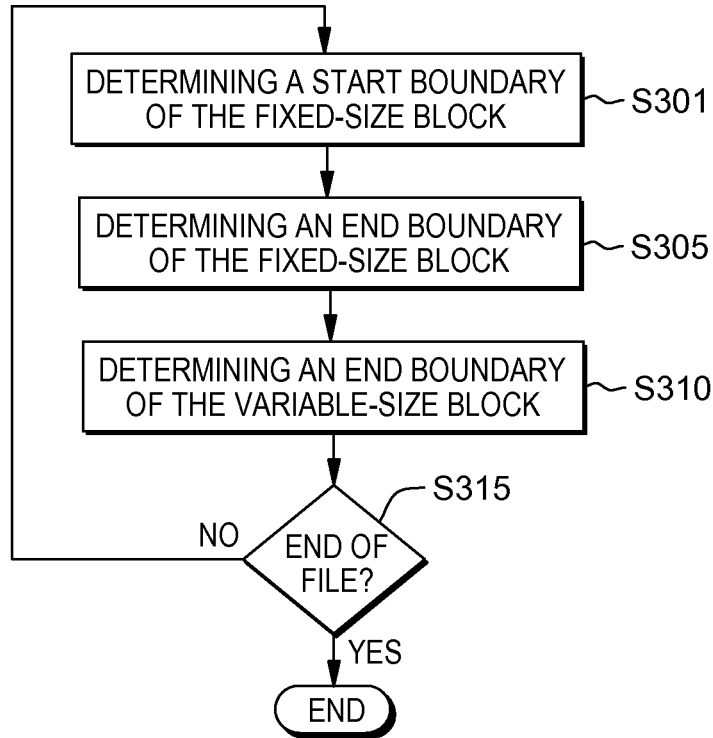 DETERMINING A START BOUNDARY
OF THE FIXED-SIZE BLOCK
S301
DETERMINING AN END BOUNDARY
OF THE FIXED-SIZE BLOCK
S305
DETERMINING AN END BOUNDARY
OF THE VARIABLE-SIZE BLOCK
S310
S315
NO
END OF
FILE?
YES
END